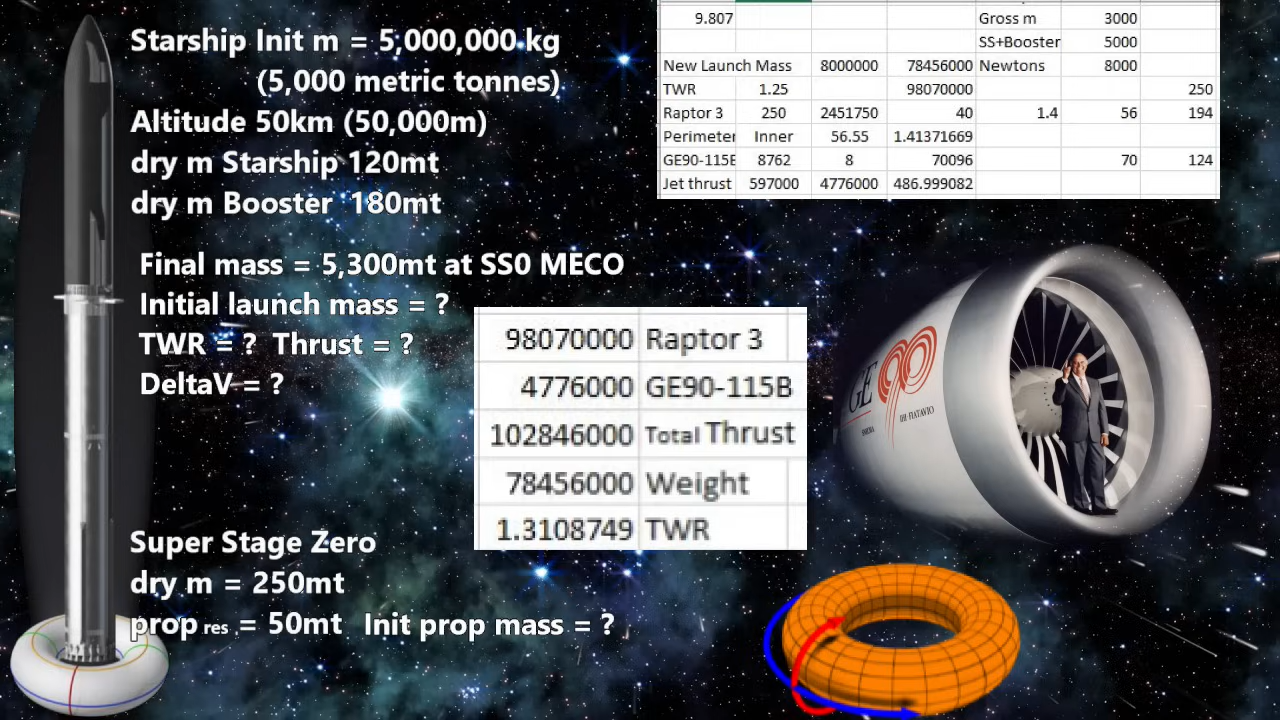 Starship Init m = 5,000,000 kg
(5,000 metric tonnes)
Altitude 50km (50,000m)
dry m Starship 120mt
dry m Booster 180mt
Final mass = 5,300mt at SS0 MECO
Initial launch mass = ?
TWR = ? Thrust = ?
DeltaV = ?
Super Stage Zero
dry m = 250mt
prop res = 50mt Init prop mass = ?
9.807 Gross m 3000
SS+Booster 5000
New Launch Mass 8000000 78456000 Newtons 8000
TWR 1.25 98070000 250
Raptor 3 250 2451750 40 1.4 56 194
Perimeter Inner 56.55 1.41371669
GE90-115E 8762 8 70096 70 124
Jet thrust 597000 4776000 486.999082
98070000 Raptor 3
4776000 GE90-115B
102846000 Total Thrust
78456000 Weight
1.3108749 TWR
GE90